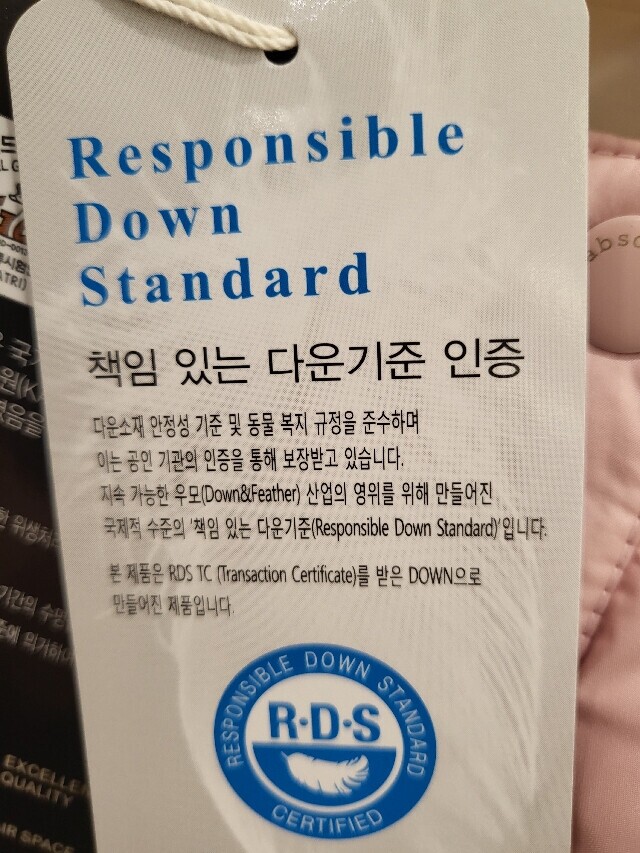 Responsible
Down
Standard
책임 있는 다운기준 인증
다운소재 안정성 기준 및 동물 복지 규정을 준수하며
이는 공인 기관의 인증을 통해 보장받고 있습니다.
지속 가능한 우모(Down&Feather) 산업의 영위를 위해 만들어진
국제적 수준의 '책임 있는 다운기준(Responsible Down Standard)'입니다.
본 제품은 RDS TC (Transaction Certificate)를 받은 DOWN으로
만들어진 제품입니다.
RESPONSIBLE DOWN STANDARD
R·D·S
CERTIFIED
QUALITY
AIR SPACE